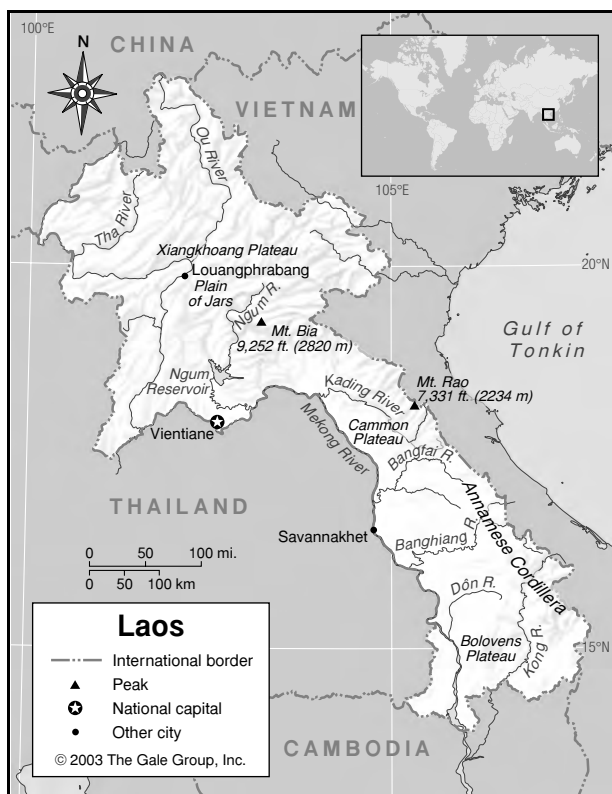 100°E
CHINA
N
VIETNAM
Ou River
105°E
Tha River
Xiangkhoang Plateau
Louangphrabang
20°N
Plain
of Jars
Ngum R.
Mt. Bia
9,252 ft. (2820 m)
Gulf of
Tonkin
Ngum
Reservoir
Kading River
Mt. Rao
7,331 ft. (2234 m)
Cammon
Plateau
Vientiane
Mekong River
Bangfai R.
THAILAND
Annamese Cordillera
Savannakhet
Banghiang R.
0 50 100 mi.
0 50 100 km
Dôn R.
Laos
Bolovens
Plateau
Kong R.
15°N
International border
Peak
National capital
Other city
© 2003 The Gale Group, Inc.
CAMBODIA